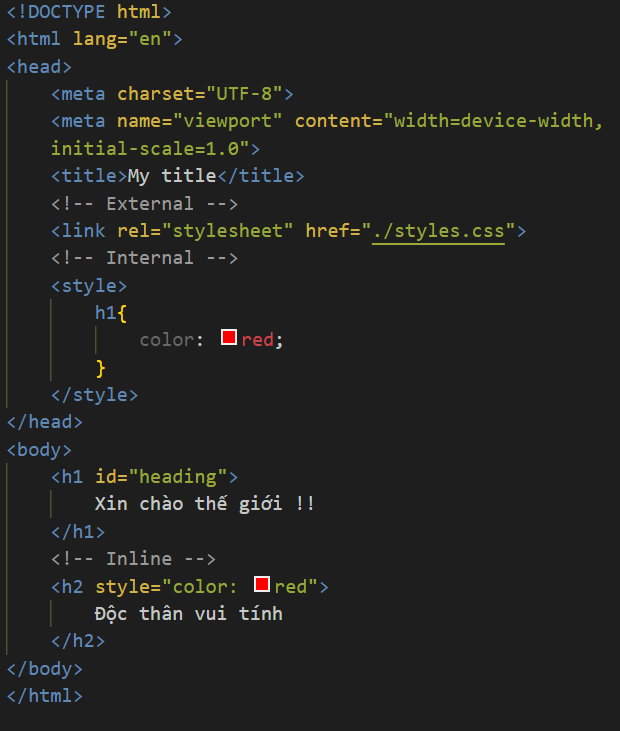 <!DOCTYPE html>
<html lang="en">
<head>
    <meta charset="UTF-8">
    <meta name="viewport" content="width=device-width,
    initial-scale=1.0">
    <title>My title</title>
    <!-- External -->
    <link rel="stylesheet" href="./styles.css">
    <!-- Internal -->
    <style>
        h1{
            color: red;
        }
    </style>
</head>
<body>
    <h1 id="heading">
        Xin chào thế giới !!
    </h1>
    <!-- Inline -->
    <h2 style="color: red">
        Độc thân vui tính
    </h2>
</body>
</html>